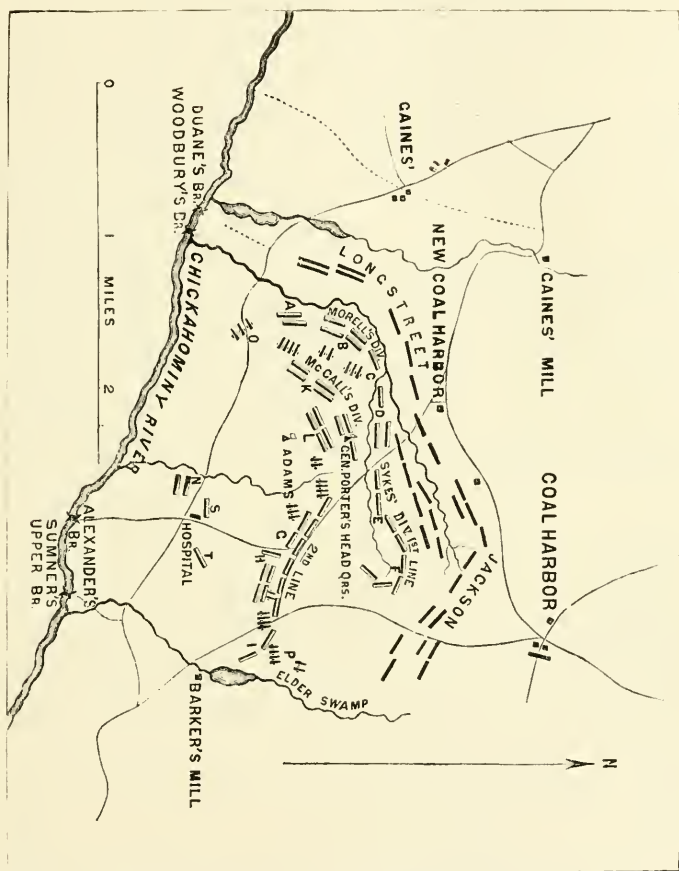 N
COAL HARBOR
GAINES' MILL
NEW COAL HARBOR
JACKSON
GAINES'
LONGSTREET
SYKES' DIV. 1ST LINE
F
E
D
C
MORELL'S DIV.
B
A
McCALL'S DIV.
K
GEN. PORTER'S HEAD QRS.
L
ADAMS
2ND LINE
G
H
I
P
O
ELDER SWAMP
N
S
T
HOSPITAL
BARKER'S MILL
DUANE'S BR.
WOODBURY'S BR.
CHICKAHOMINY RIVER
ALEXANDER'S
BR.
SUMNER'S
UPPER BR.
0 1 2
MILES